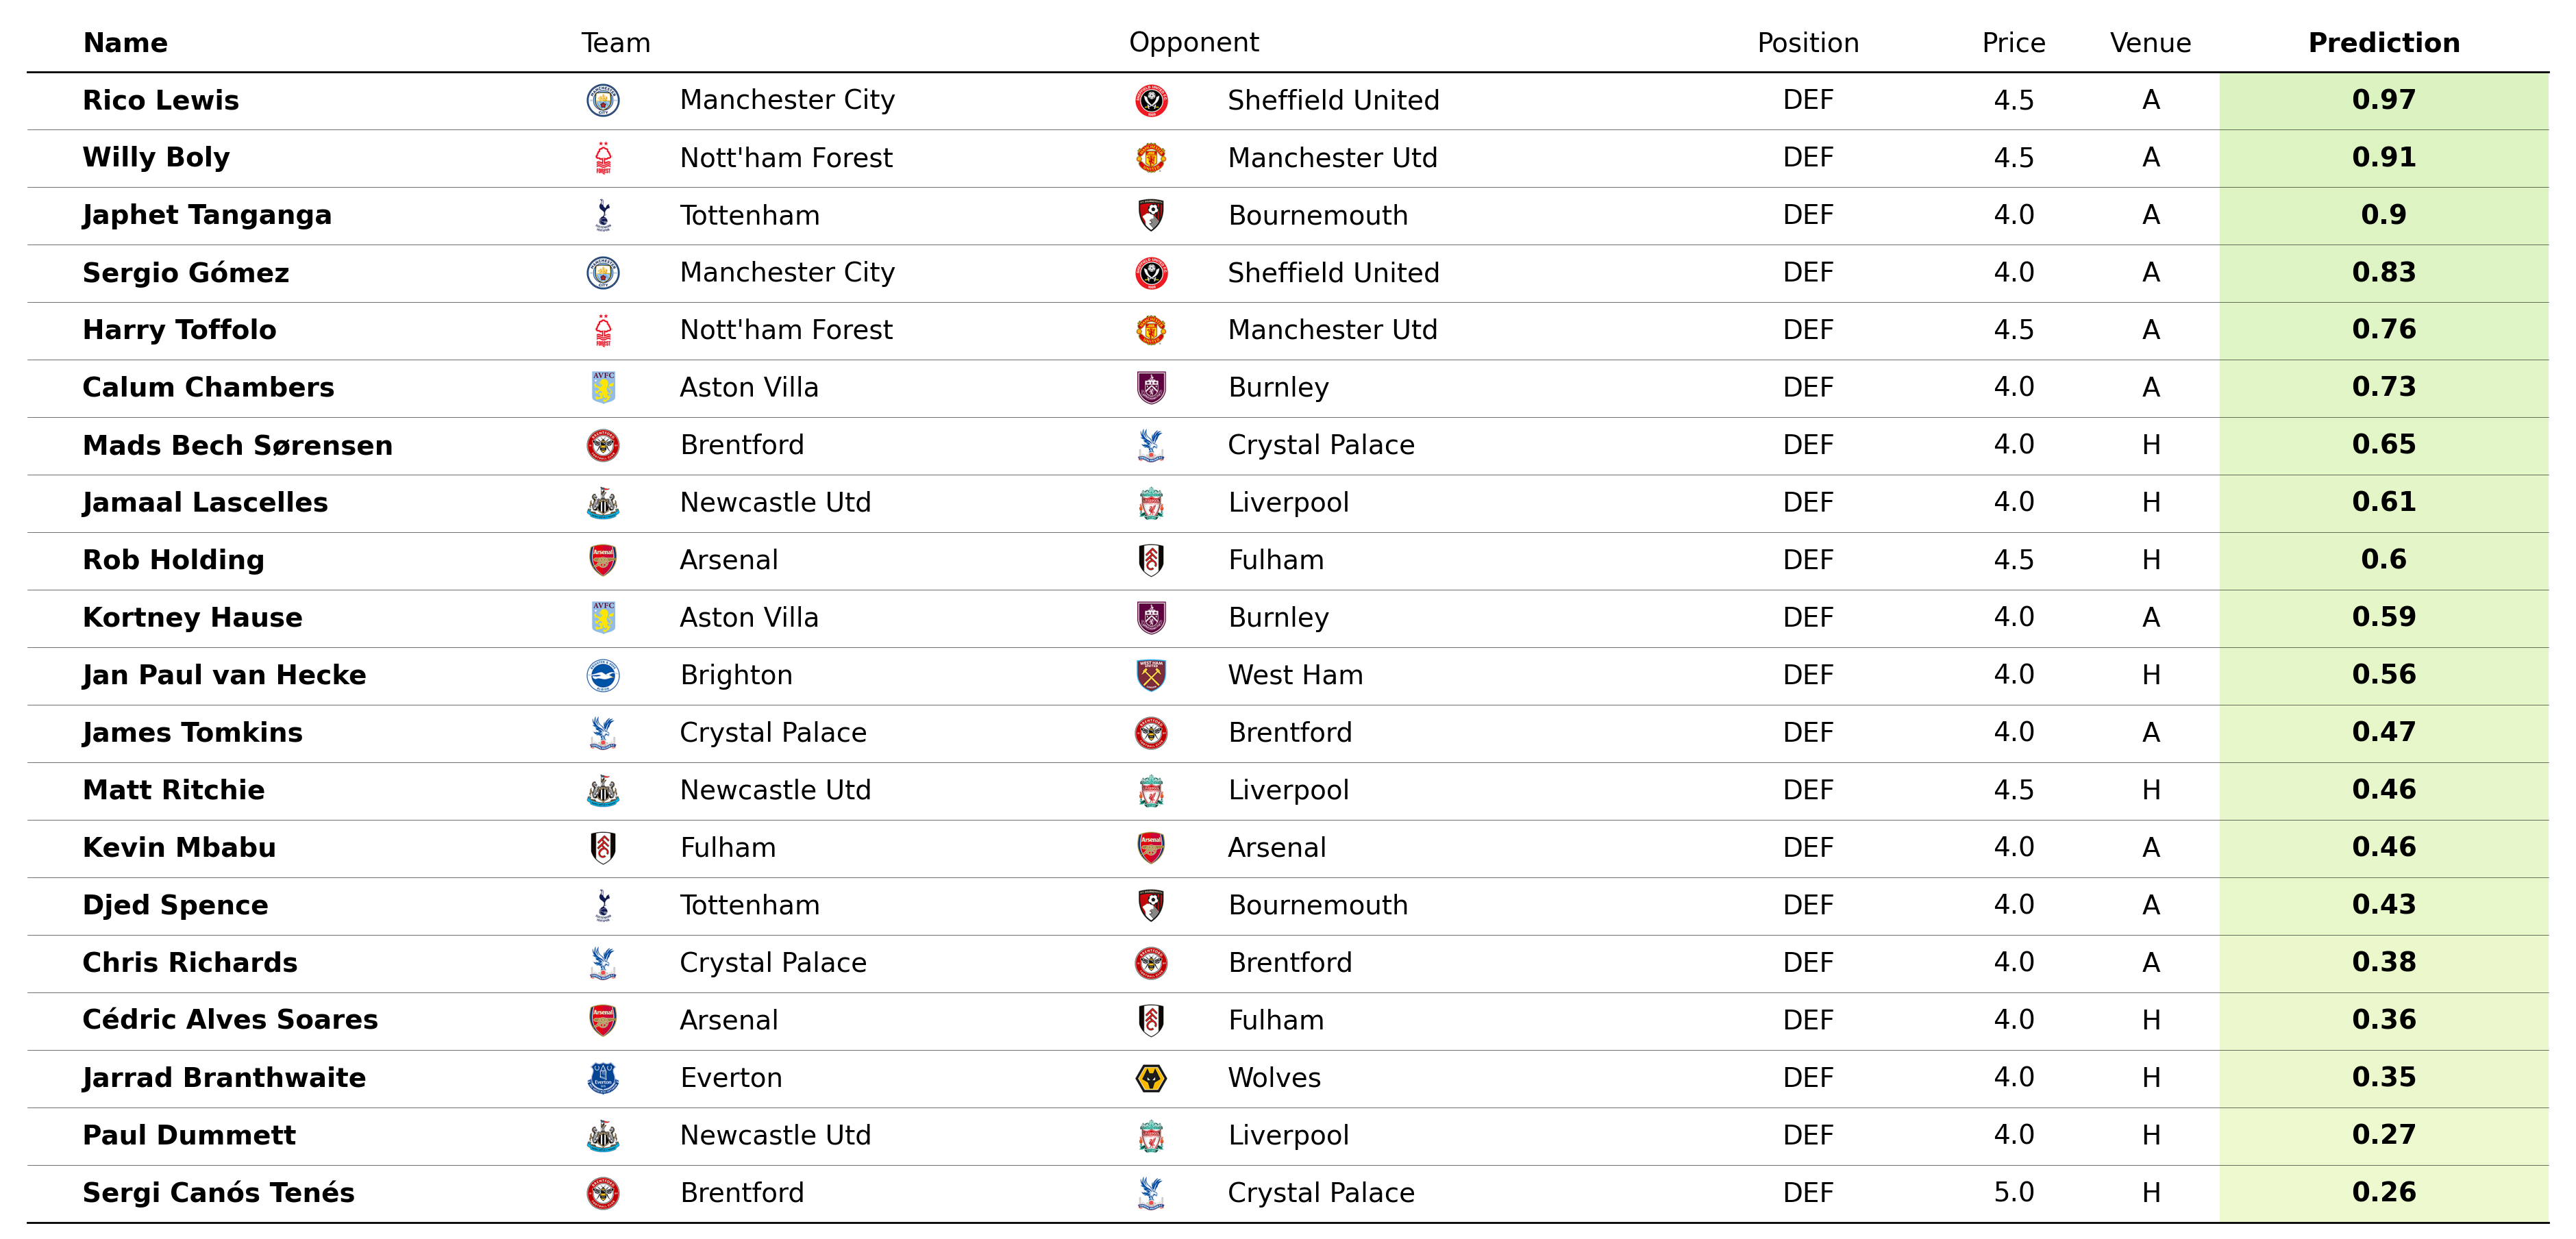 Name Team Opponent Position Price Venue Prediction
Rico Lewis Manchester City Sheffield United DEF 4.5 A 0.97
Willy Boly Nott'ham Forest Manchester Utd DEF 4.5 A 0.91
Japhet Tanganga Tottenham Bournemouth DEF 4.0 A 0.9
Sergio Gómez Manchester City Sheffield United DEF 4.0 A 0.83
Harry Toffolo Nott'ham Forest Manchester Utd DEF 4.5 A 0.76
Calum Chambers Aston Villa Burnley DEF 4.0 A 0.73
Mads Bech Sørensen Brentford Crystal Palace DEF 4.0 H 0.65
Jamaal Lascelles Newcastle Utd Liverpool DEF 4.0 H 0.61
Rob Holding Arsenal Fulham DEF 4.5 H 0.6
Kortney Hause Aston Villa Burnley DEF 4.0 A 0.59
Jan Paul van Hecke Brighton West Ham DEF 4.0 H 0.56
James Tomkins Crystal Palace Brentford DEF 4.0 A 0.47
Matt Ritchie Newcastle Utd Liverpool DEF 4.5 H 0.46
Kevin Mbabu Fulham Arsenal DEF 4.0 A 0.46
Djed Spence Tottenham Bournemouth DEF 4.0 A 0.43
Chris Richards Crystal Palace Brentford DEF 4.0 A 0.38
Cédric Alves Soares Arsenal Fulham DEF 4.0 H 0.36
Jarrad Branthwaite Everton Wolves DEF 4.0 H 0.35
Paul Dummett Newcastle Utd Liverpool DEF 4.0 H 0.27
Sergi Canós Tenés Brentford Crystal Palace DEF 5.0 H 0.26